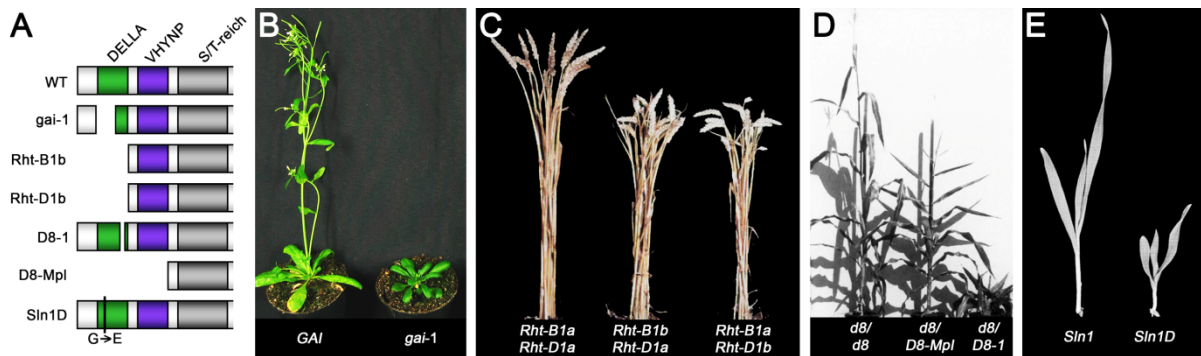 A
DELLA VHYNP S/T-reich
WT
gai-1
Rht-B1b
Rht-D1b
D8-1
D8-Mpl
Sln1D
G→E
B
GAI gai-1
C
Rht-B1a Rht-B1b Rht-B1a
Rht-D1a Rht-D1a Rht-D1b
D
d8/ d8/ d8/
d8 D8-Mpl D8-1
E
Sln1 Sln1D